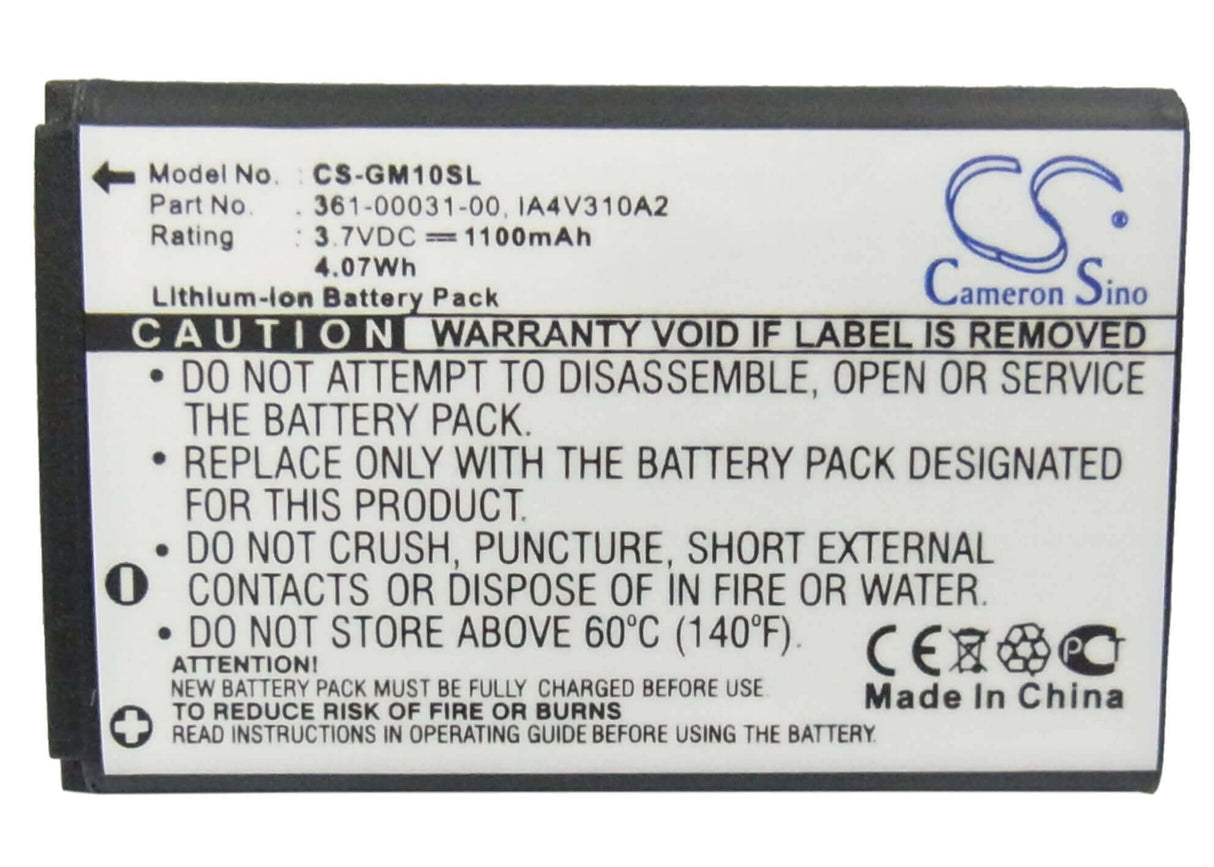 Model No. : CS-GM10SL
Part No. : 361-00031-00, IA4V310A2
Rating : 3.7VDC ⎓ 1100mAh
4.07Wh
Lithium-Ion Battery Pack
CS ®
Cameron Sino
CAUTION WARRANTY VOID IF LABEL IS REMOVED
• DO NOT ATTEMPT TO DISASSEMBLE, OPEN OR SERVICE
THE BATTERY PACK.
• REPLACE ONLY WITH THE BATTERY PACK DESIGNATED
FOR THIS PRODUCT.
• DO NOT CRUSH, PUNCTURE, SHORT EXTERNAL
CONTACTS OR DISPOSE OF IN FIRE OR WATER.
• DO NOT STORE ABOVE 60°C (140°F).
ATTENTION!
NEW BATTERY PACK MUST BE FULLY CHARGED BEFORE USE
TO REDUCE RISK OF FIRE OR BURNS
READ INSTRUCTIONS IN OPERATING GUIDE BEFORE USING THE BATTERY.
CE PCT
Made In China